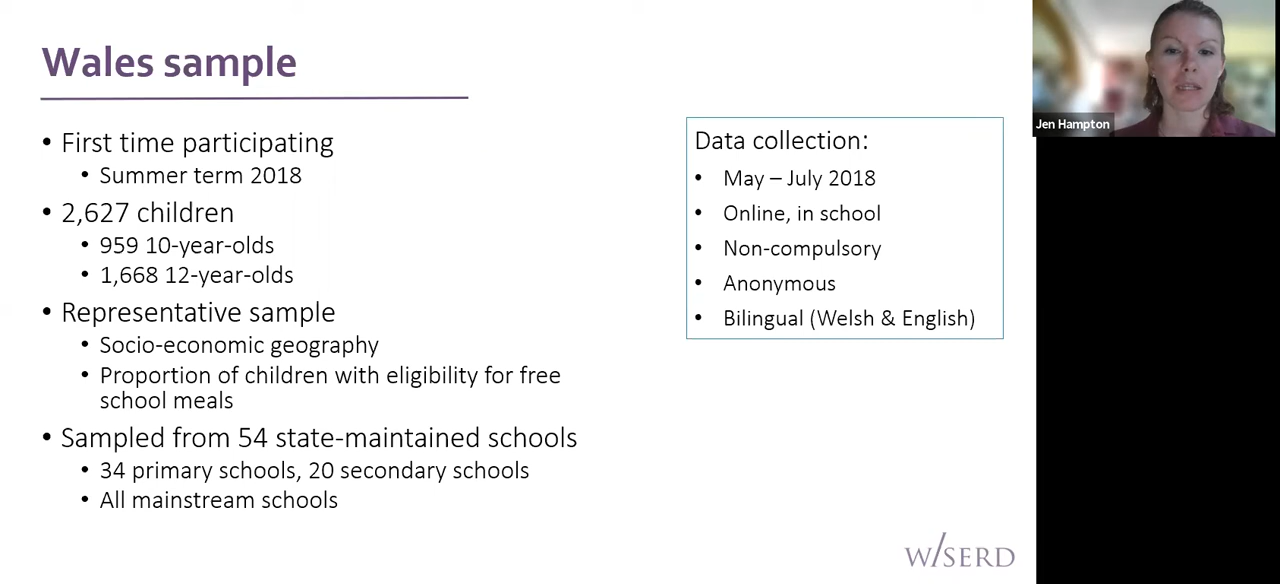 Wales sample
• First time participating
• Summer term 2018
• 2,627 children
• 959 10-year-olds
• 1,668 12-year-olds
• Representative sample
• Socio-economic geography
• Proportion of children with eligibility for free
school meals
• Sampled from 54 state-maintained schools
• 34 primary schools, 20 secondary schools
• All mainstream schools
Data collection:
• May – July 2018
• Online, in school
• Non-compulsory
• Anonymous
• Bilingual (Welsh & English)
W/SERD
Jen Hampton